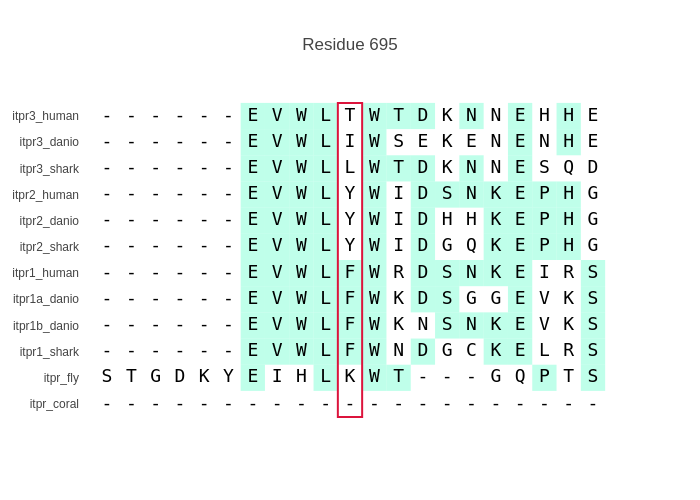 Residue 695
itpr3_human - - - - - - E V W L T W T D K N N E H H E
itpr3_danio - - - - - - E V W L I W S E K E N E N H E
itpr3_shark - - - - - - E V W L L W T D K N N E S Q D
itpr2_human - - - - - - E V W L Y W I D S N K E P H G
itpr2_danio - - - - - - E V W L Y W I D H H K E P H G
itpr2_shark - - - - - - E V W L Y W I D G Q K E P H G
itpr1_human - - - - - - E V W L F W R D S N K E I R S
itpr1a_danio - - - - - - E V W L F W K D S G G E V K S
itpr1b_danio - - - - - - E V W L F W K N S N K E V K S
itpr1_shark - - - - - - E V W L F W N D G C K E L R S
itpr_fly S T G D K Y E I H L K W T - - - G Q P T S
itpr_coral - - - - - - - - - - - - - - - - - - - - -